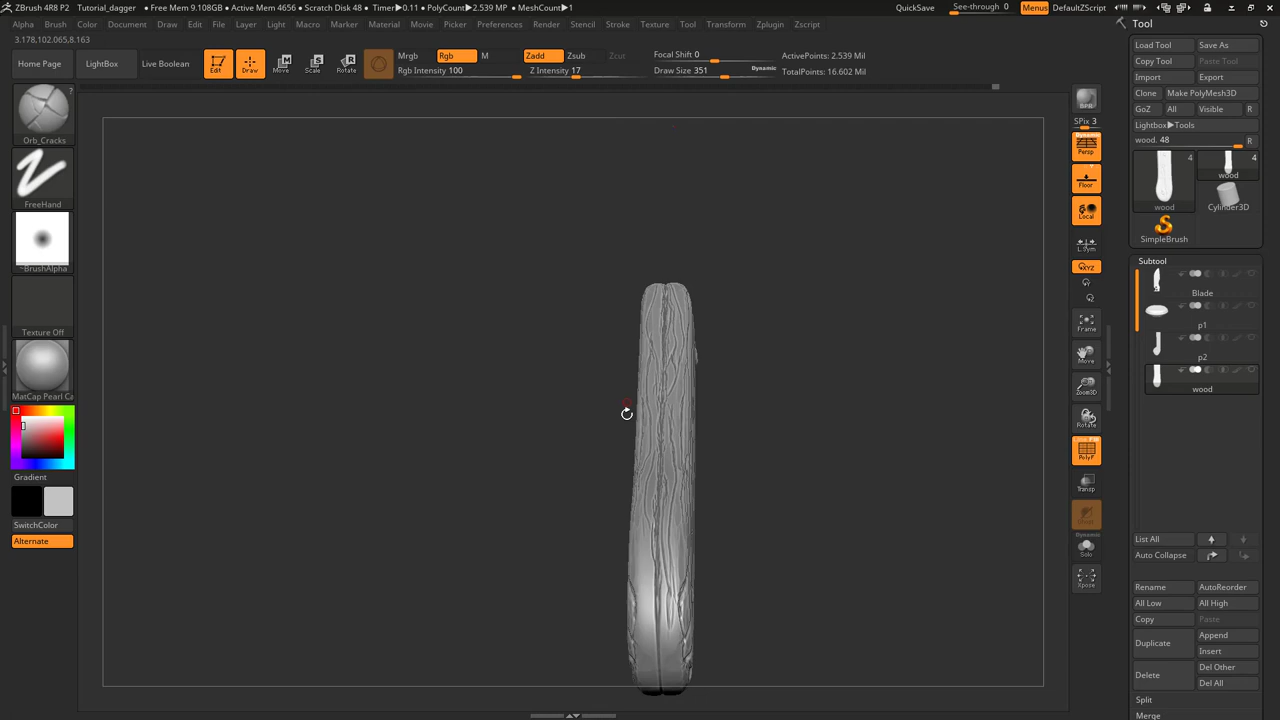 ZBrush 4R8 P2 Tutorial_dagger • Free Mem 9.108GB • Active Mem 4656 • Scratch Disk 48 • Timer▶0.11 • PolyCount▶2.539 MP • MeshCount▶1 QuickSave See-through 0 Menus DefaultZScript
Alpha Brush Color Document Draw Edit File Layer Light Macro Marker Material Movie Picker Preferences Render Stencil Stroke Texture Tool Transform Zplugin Zscript
3.178,102.065,8.163
Home Page LightBox Live Boolean Edit Draw Move Scale Rotate
Mrgb Rgb M Zadd Zsub Zcut
Rgb Intensity 100 Z Intensity 17
Focal Shift 0
Draw Size 351 Dynamic
ActivePoints: 2.539 Mil
TotalPoints: 16.602 Mil
?
Orb_Cracks
FreeHand
~BrushAlpha
Texture Off
MatCap Pearl Ca
Gradient
SwitchColor
Alternate
BPR
SPix 3
Dynamic
Persp
Floor
Local
L.Sym
XYZ
Frame
Move
Zoom3D
Rotate
PolyF
Transp
Dynamic
Solo
Xpose
Tool
Load Tool Save As
Copy Tool Paste Tool
Import Export
Clone Make PolyMesh3D
GoZ All Visible R
Lightbox▶Tools
wood. 48 R
4 4
wood
wood Cylinder3D
SimpleBrush
Subtool
Blade
p1
p2
wood
List All
Auto Collapse
Rename AutoReorder
All Low All High
Copy Paste
Duplicate Append
Insert
Delete Del Other
Del All
Split
Merge